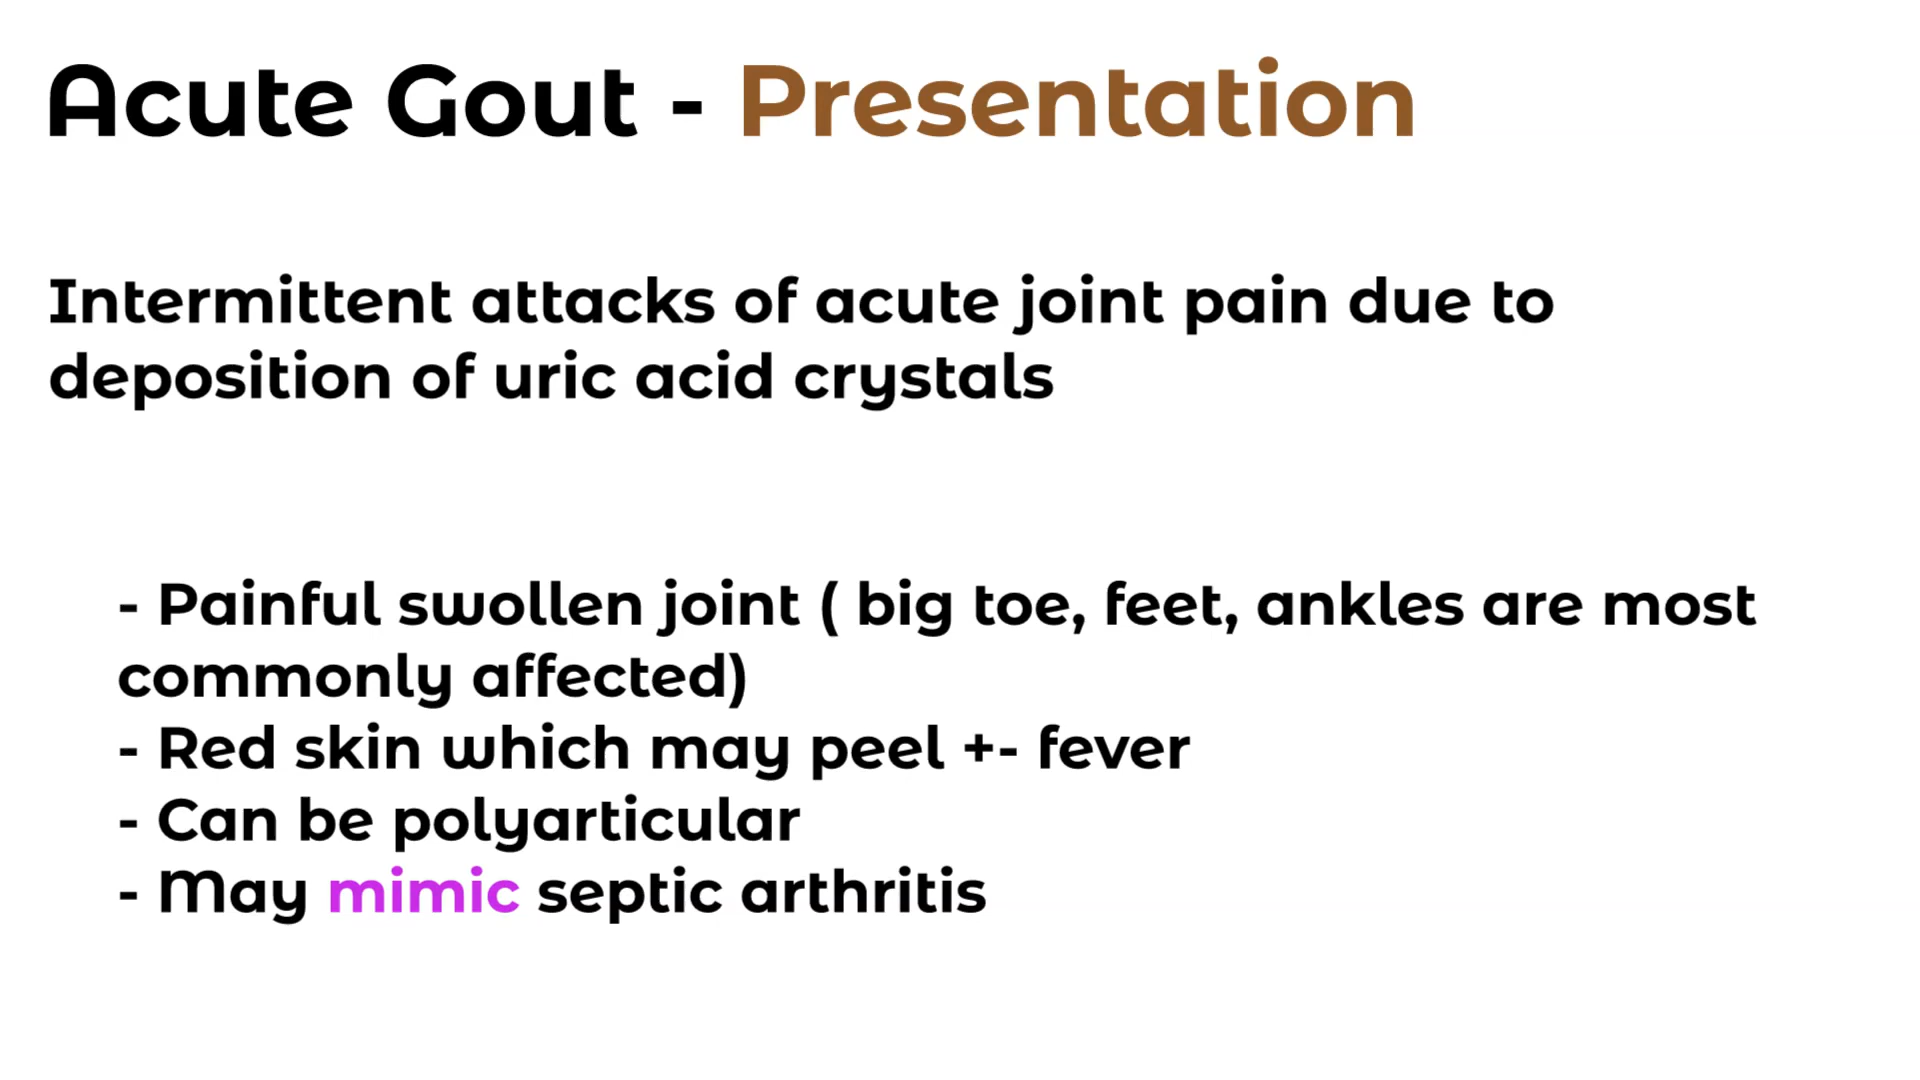 Acute Gout - Presentation
Intermittent attacks of acute joint pain due to
deposition of uric acid crystals
- Painful swollen joint ( big toe, feet, ankles are most
commonly affected)
- Red skin which may peel +- fever
- Can be polyarticular
- May mimic septic arthritis